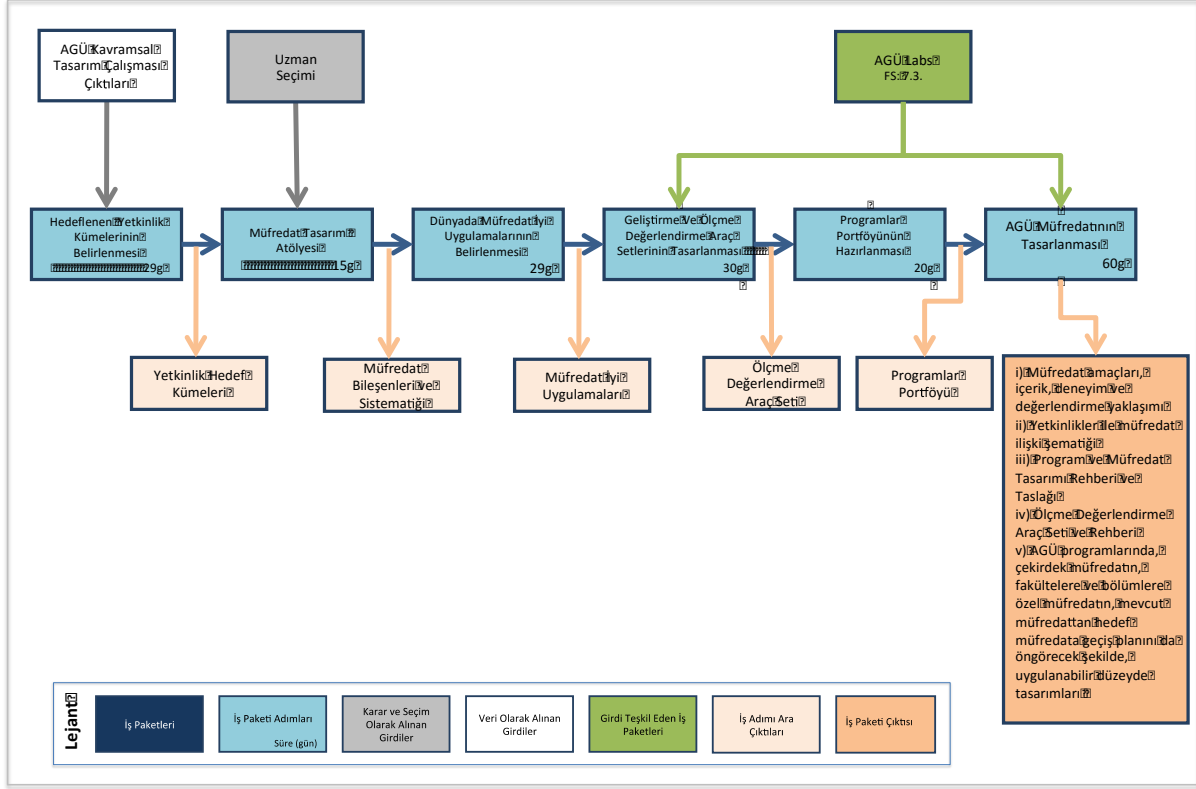 AGÜ Kavramsal
Tasarım Çalışması
Çıktıları
Uzman
Seçimi
AGÜ Labs
FS: 7.3.
Hedeflenen Yetkinlik
Kümelerinin
Belirlenmesi
29g
Müfredat Tasarım
Atölyesi
15g
Dünyada Müfredat İyi
Uygulamalarının
Belirlenmesi
29g
Geliştirme Ve Ölçme
Değerlendirme Araç
Setlerinin Tasarlanması
30g
Programlar
Portföyünün
Hazırlanması
20g
AGÜ Müfredatının
Tasarlanması
60g
Yetkinlik Hedef
Kümeleri
Müfredat
Bileşenleri ve
Sistematiği
Müfredat İyi
Uygulamaları
Ölçme
Değerlendirme
Araç Seti
Programlar
Portföyü
i) Müfredat amaçları,
içerik, deneyim ve
değerlendirme yaklaşımı
ii) Yetkinlikler ile müfredat
ilişki şematiği
iii) Program ve Müfredat
Tasarımı Rehberi ve
Taslağı
iv) Ölçme Değerlendirme
Araç Seti ve Rehberi
v) AGÜ programlarında,
çekirdek müfredatın,
fakültelere ve bölümlere
özel müfredatın, mevcut
müfredattan hedef
müfredata geçiş planını da
öngörecek şekilde,
uygulanabilir düzeyde
tasarımları
Lejant
İş Paketleri
İş Paketi Adımları
Süre (gün)
Karar ve Seçim
Olarak Alınan
Girdiler
Veri Olarak Alınan
Girdiler
Girdi Teşkil Eden İş
Paketleri
İş Adımı Ara
Çıktıları
İş Paketi Çıktısı